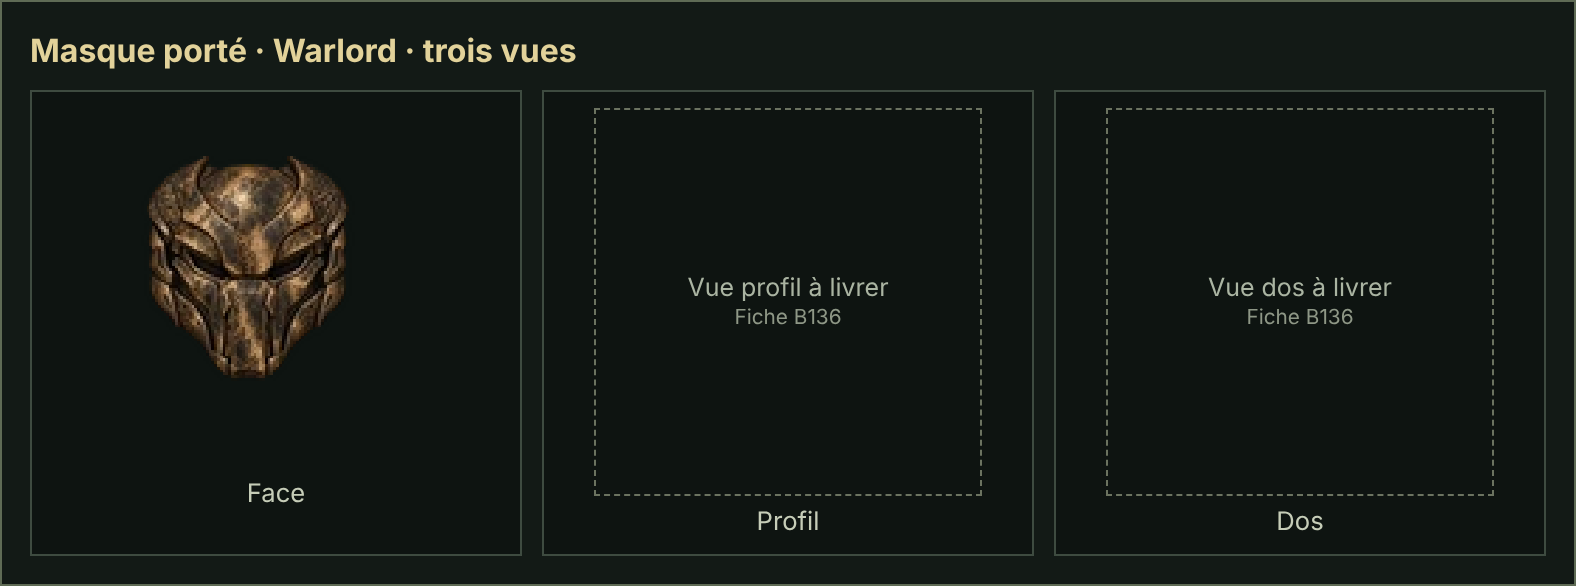 Masque porté · Warlord · trois vues
Face
Vue profil à livrer
Fiche B136
Profil
Vue dos à livrer
Fiche B136
Dos